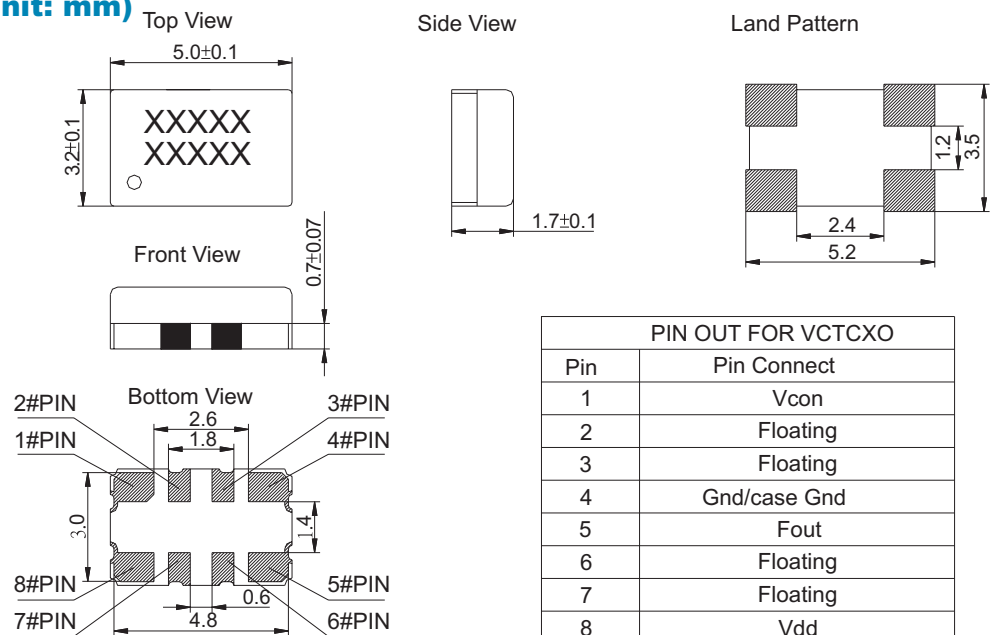 nit: mm)
Top View
5.0±0.1
3.2±0.1
XXXXX
XXXXX
Side View
1.7±0.1
Land Pattern
1.2
3.5
2.4
5.2
Front View
0.7±0.07
Bottom View
2#PIN
1#PIN
3#PIN
4#PIN
2.6
1.8
3.0
1.4
8#PIN
7#PIN
5#PIN
6#PIN
0.6
4.8
PIN OUT FOR VCTCXO
Pin Pin Connect
1 Vcon
2 Floating
3 Floating
4 Gnd/case Gnd
5 Fout
6 Floating
7 Floating
8 Vdd